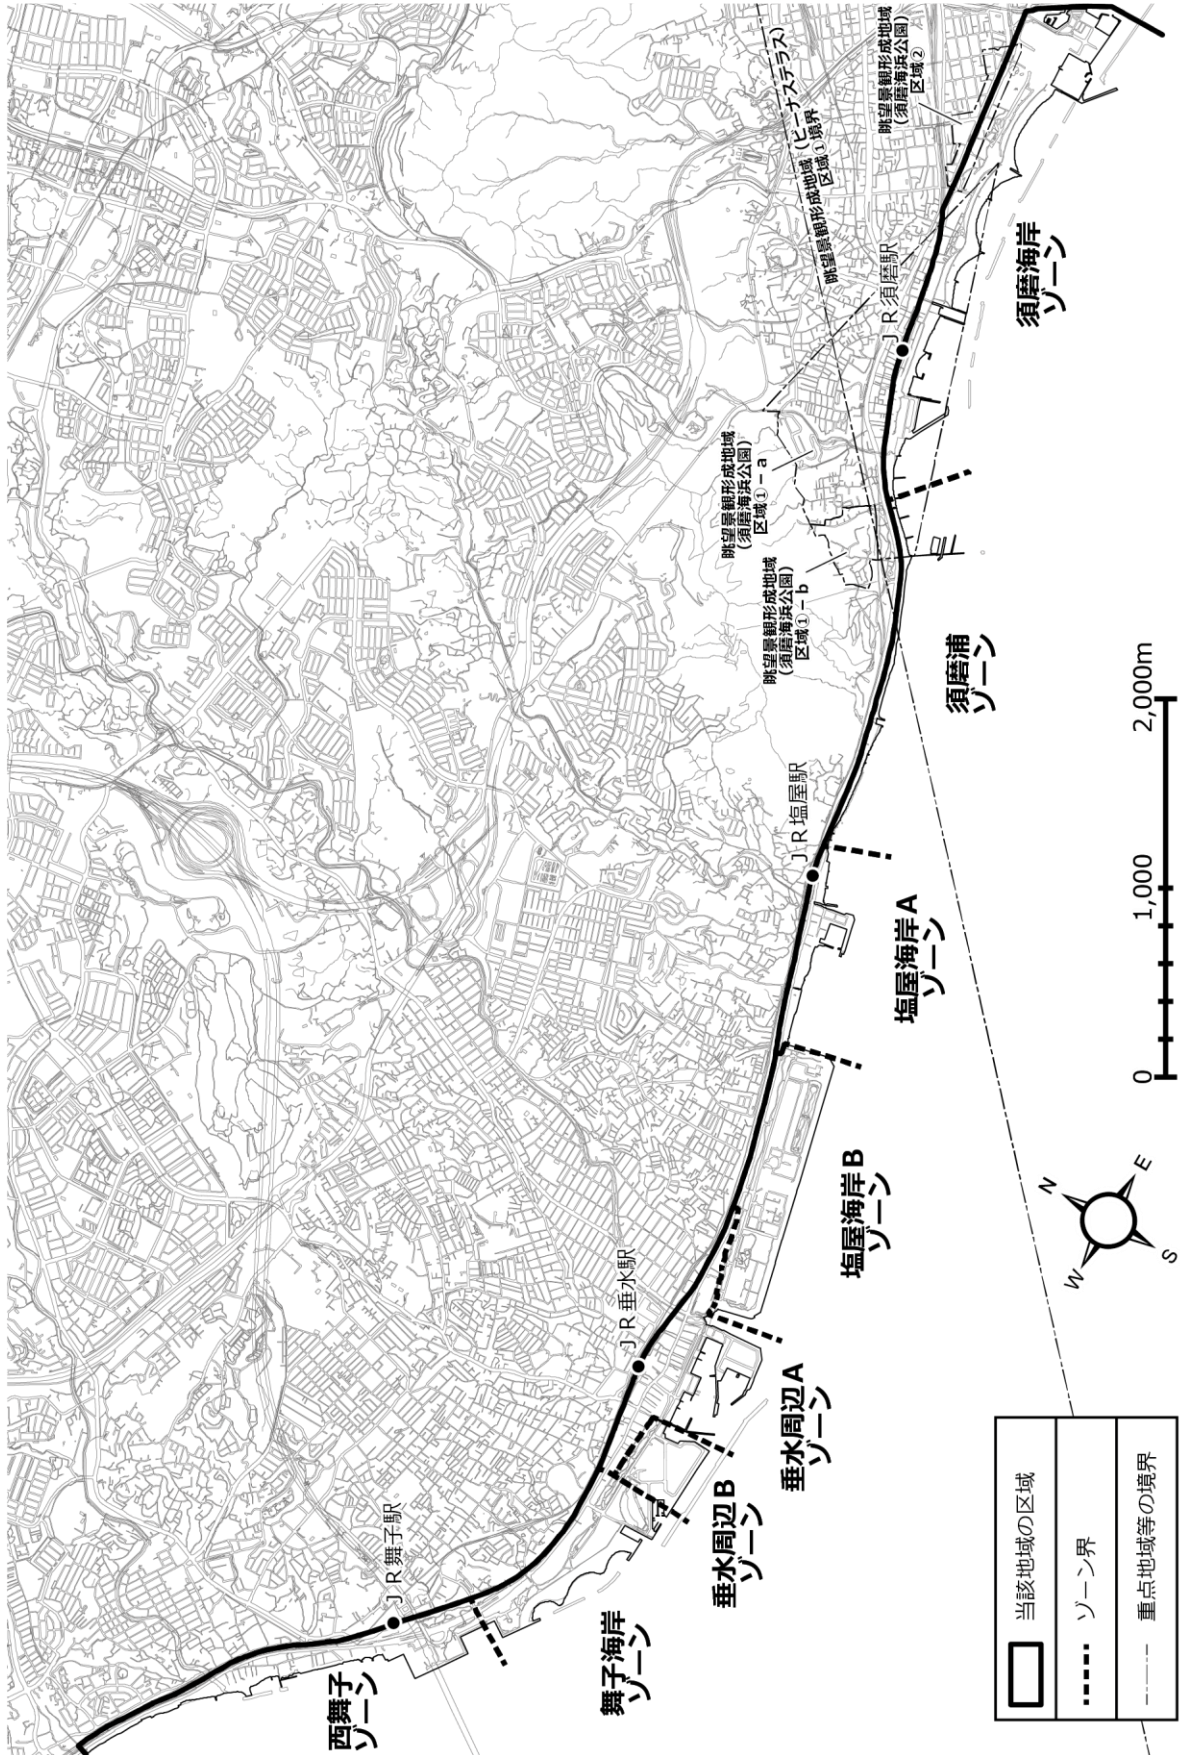 西舞子
ゾーン
舞子海岸
ゾーン
垂水周辺B
ゾーン
垂水周辺A
ゾーン
塩屋海岸B
ゾーン
塩屋海岸A
ゾーン
須磨浦
ゾーン
須磨海岸
ゾーン
JR舞子駅
JR垂水駅
JR塩屋駅
JR須磨駅
眺望景観形成地域
(須磨海浜公園)
区域①-b
眺望景観形成地域
(須磨海浜公園)
区域①-a
眺望景観形成地域(ビーナステラス)
区域①境界
眺望景観形成地域
(須磨海浜公園)
区域②
当該地域の区域
ゾーン界
重点地域等の境界
N
E
S
W
0
1,000
2,000m